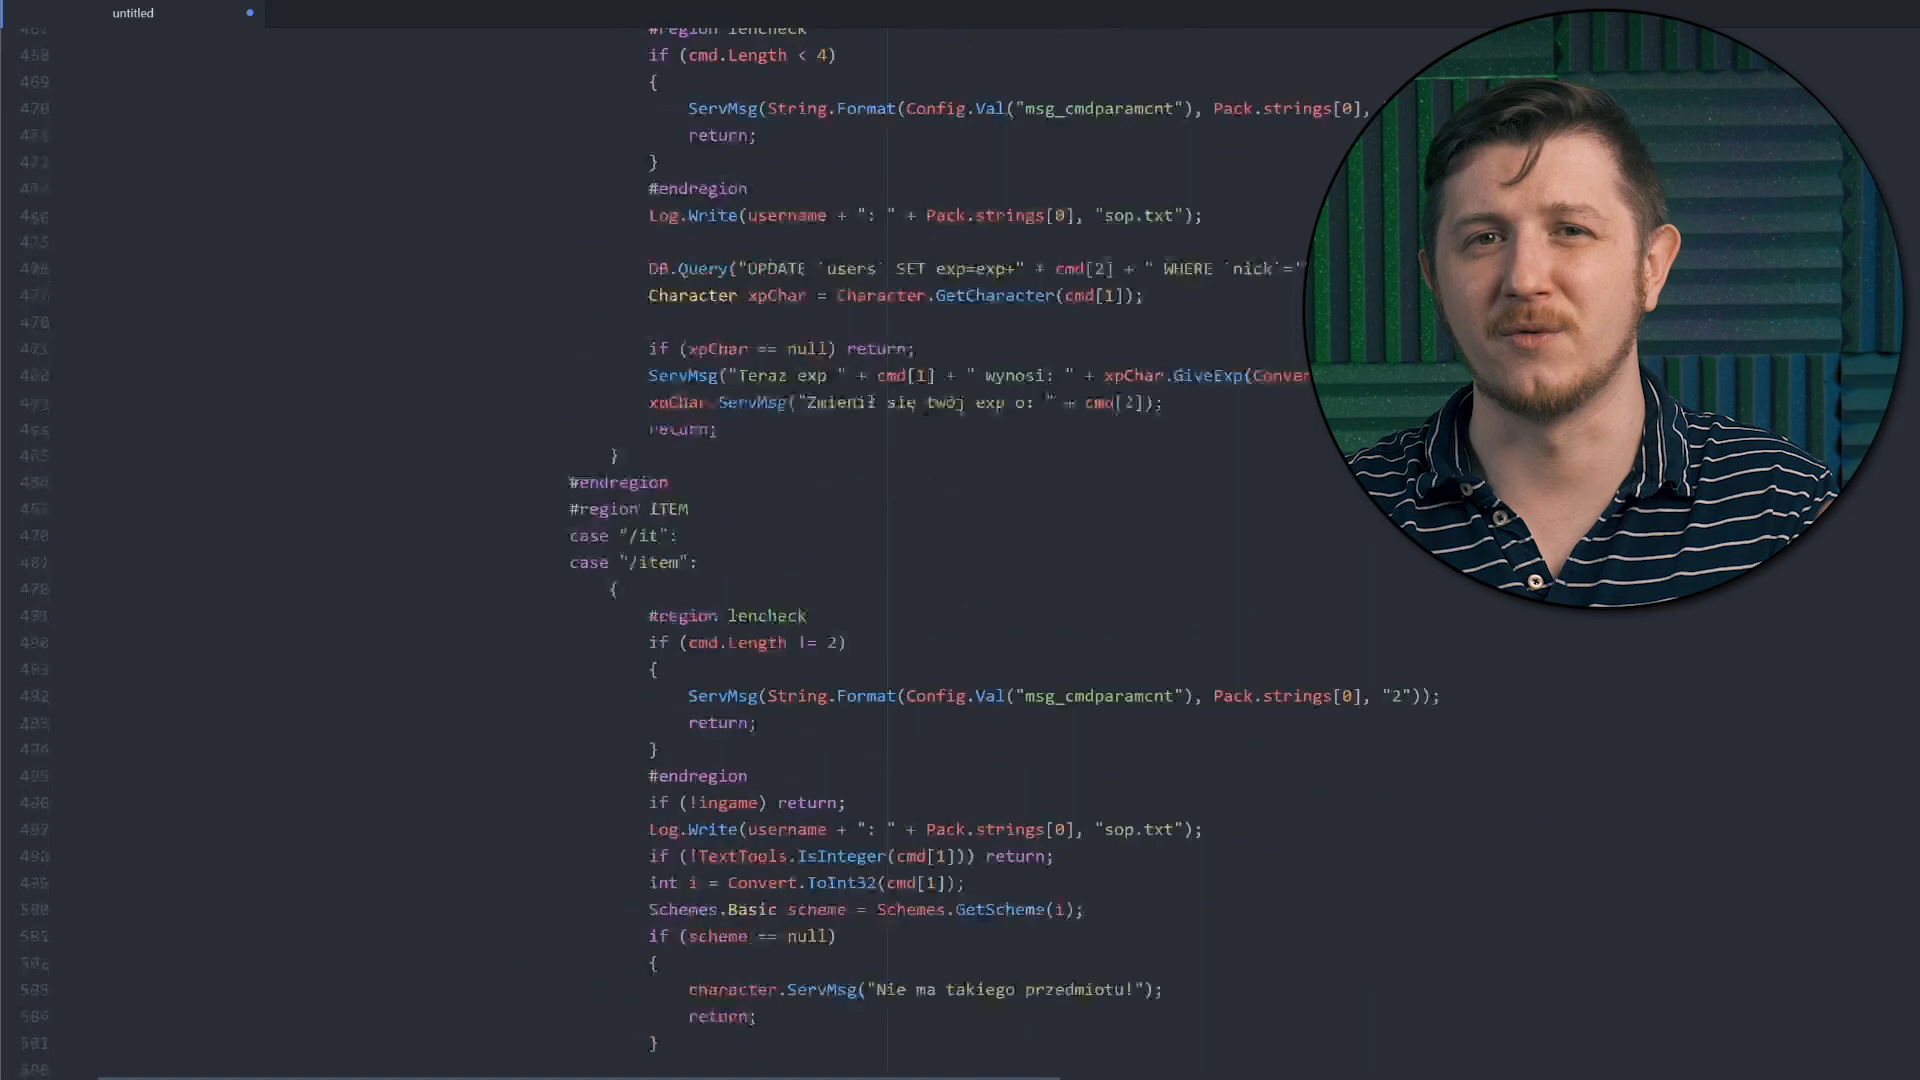 untitled
#region lencheck
if (cmd.Length < 4)
{
ServMsg(String.Format(Config.Val("msg_cmdparamcnt"), Pack.strings[0],
return;
}
#endregion
Log.Write(username + ": " + Pack.strings[0], "sop.txt");
DB.Query("UPDATE `users` SET exp=exp+" + cmd[2] + " WHERE `nick`='"
Character xpChar = Character.GetCharacter(cmd[1]);
if (xpChar == null) return;
ServMsg("Teraz exp " + cmd[1] + " wynosi: " + xpChar.GiveExp(Conver
xpChar.ServMsg("Zmienił się twój exp o: " + cmd[2]);
return;
}
#endregion
#region ITEM
case "/it":
case "/item":
{
#region lencheck
if (cmd.Length != 2)
{
ServMsg(String.Format(Config.Val("msg_cmdparamcnt"), Pack.strings[0], "2"));
return;
}
#endregion
if (!ingame) return;
Log.Write(username + ": " + Pack.strings[0], "sop.txt");
if (!TextTools.IsInteger(cmd[1])) return;
int i = Convert.ToInt32(cmd[1]);
Schemes.Basic scheme = Schemes.GetScheme(i);
if (scheme == null)
{
character.ServMsg("Nie ma takiego przedmiotu!");
return;
}